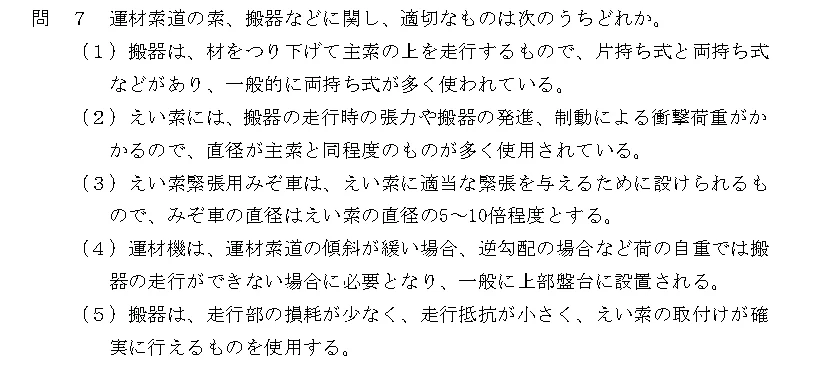 問　７　運材索道の索、搬器などに関し、適切なものは次のうちどれか。
（１）搬器は、材をつり下げて主索の上を走行するもので、片持ち式と両持ち式
などがあり、一般的に両持ち式が多く使われている。
（２）えい索には、搬器の走行時の張力や搬器の発進、制動による衝撃荷重がか
かるので、直径が主索と同程度のものが多く使用されている。
（３）えい索緊張用みぞ車は、えい索に適当な緊張を与えるために設けられるも
ので、みぞ車の直径はえい索の直径の5～10倍程度とする。
（４）運材機は、運材索道の傾斜が緩い場合、逆勾配の場合など荷の自重では搬
器の走行ができない場合に必要となり、一般に上部盤台に設置される。
（５）搬器は、走行部の損耗が少なく、走行抵抗が小さく、えい索の取付けが確
実に行えるものを使用する。